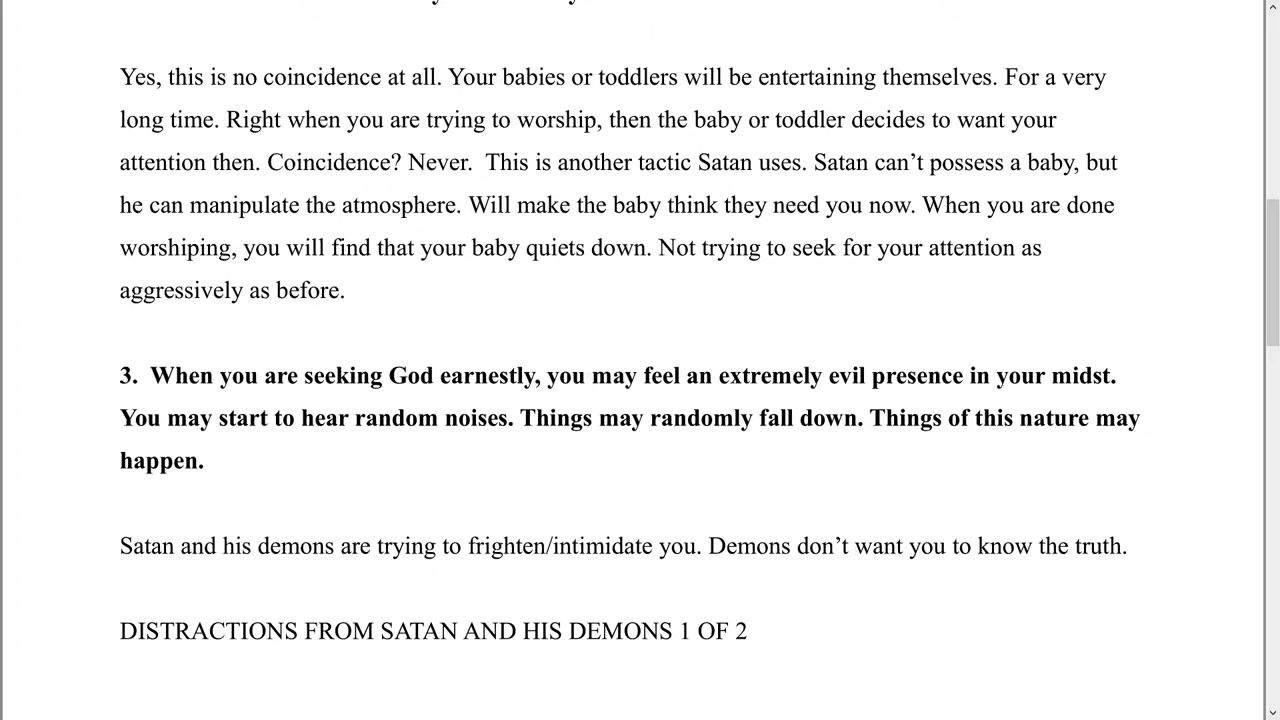 Yes, this is no coincidence at all. Your babies or toddlers will be entertaining themselves. For a very
long time. Right when you are trying to worship, then the baby or toddler decides to want your
attention then. Coincidence? Never.  This is another tactic Satan uses. Satan can’t possess a baby, but
he can manipulate the atmosphere. Will make the baby think they need you now. When you are done
worshiping, you will find that your baby quiets down. Not trying to seek for your attention as
aggressively as before.
3.  When you are seeking God earnestly, you may feel an extremely evil presence in your midst.
You may start to hear random noises. Things may randomly fall down. Things of this nature may
happen.
Satan and his demons are trying to frighten/intimidate you. Demons don’t want you to know the truth.
DISTRACTIONS FROM SATAN AND HIS DEMONS 1 OF 2